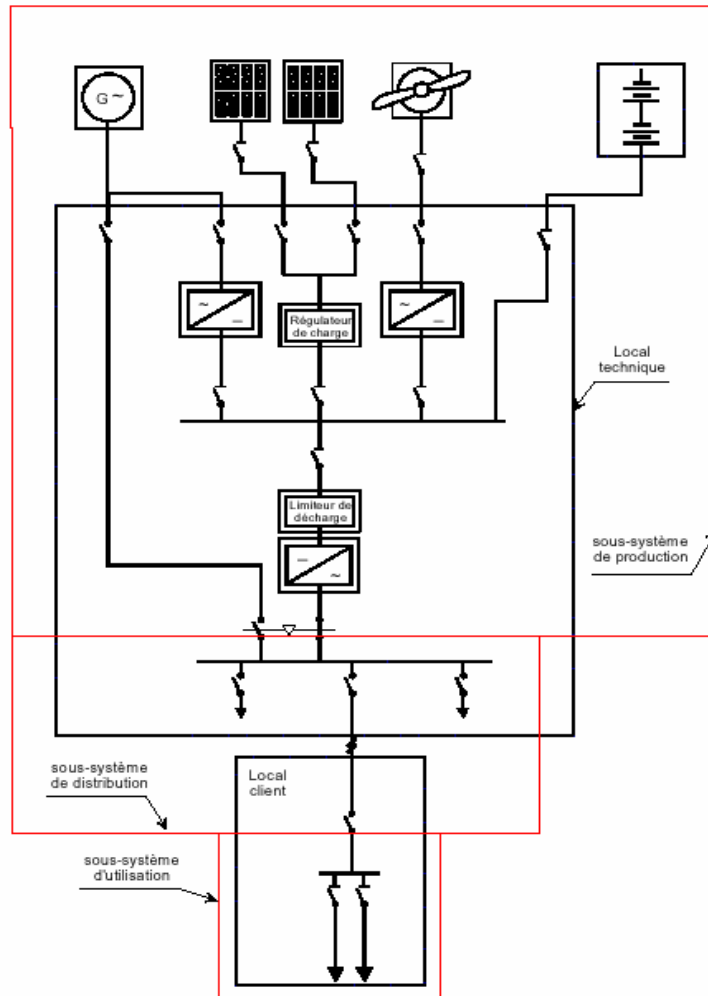 G ~
~
–
Régulateur
de charge
~
–
Local
technique
Limiteur de
décharge
–
~
sous-système
de production
sous-système
de distribution
Local
client
sous-système
d'utilisation